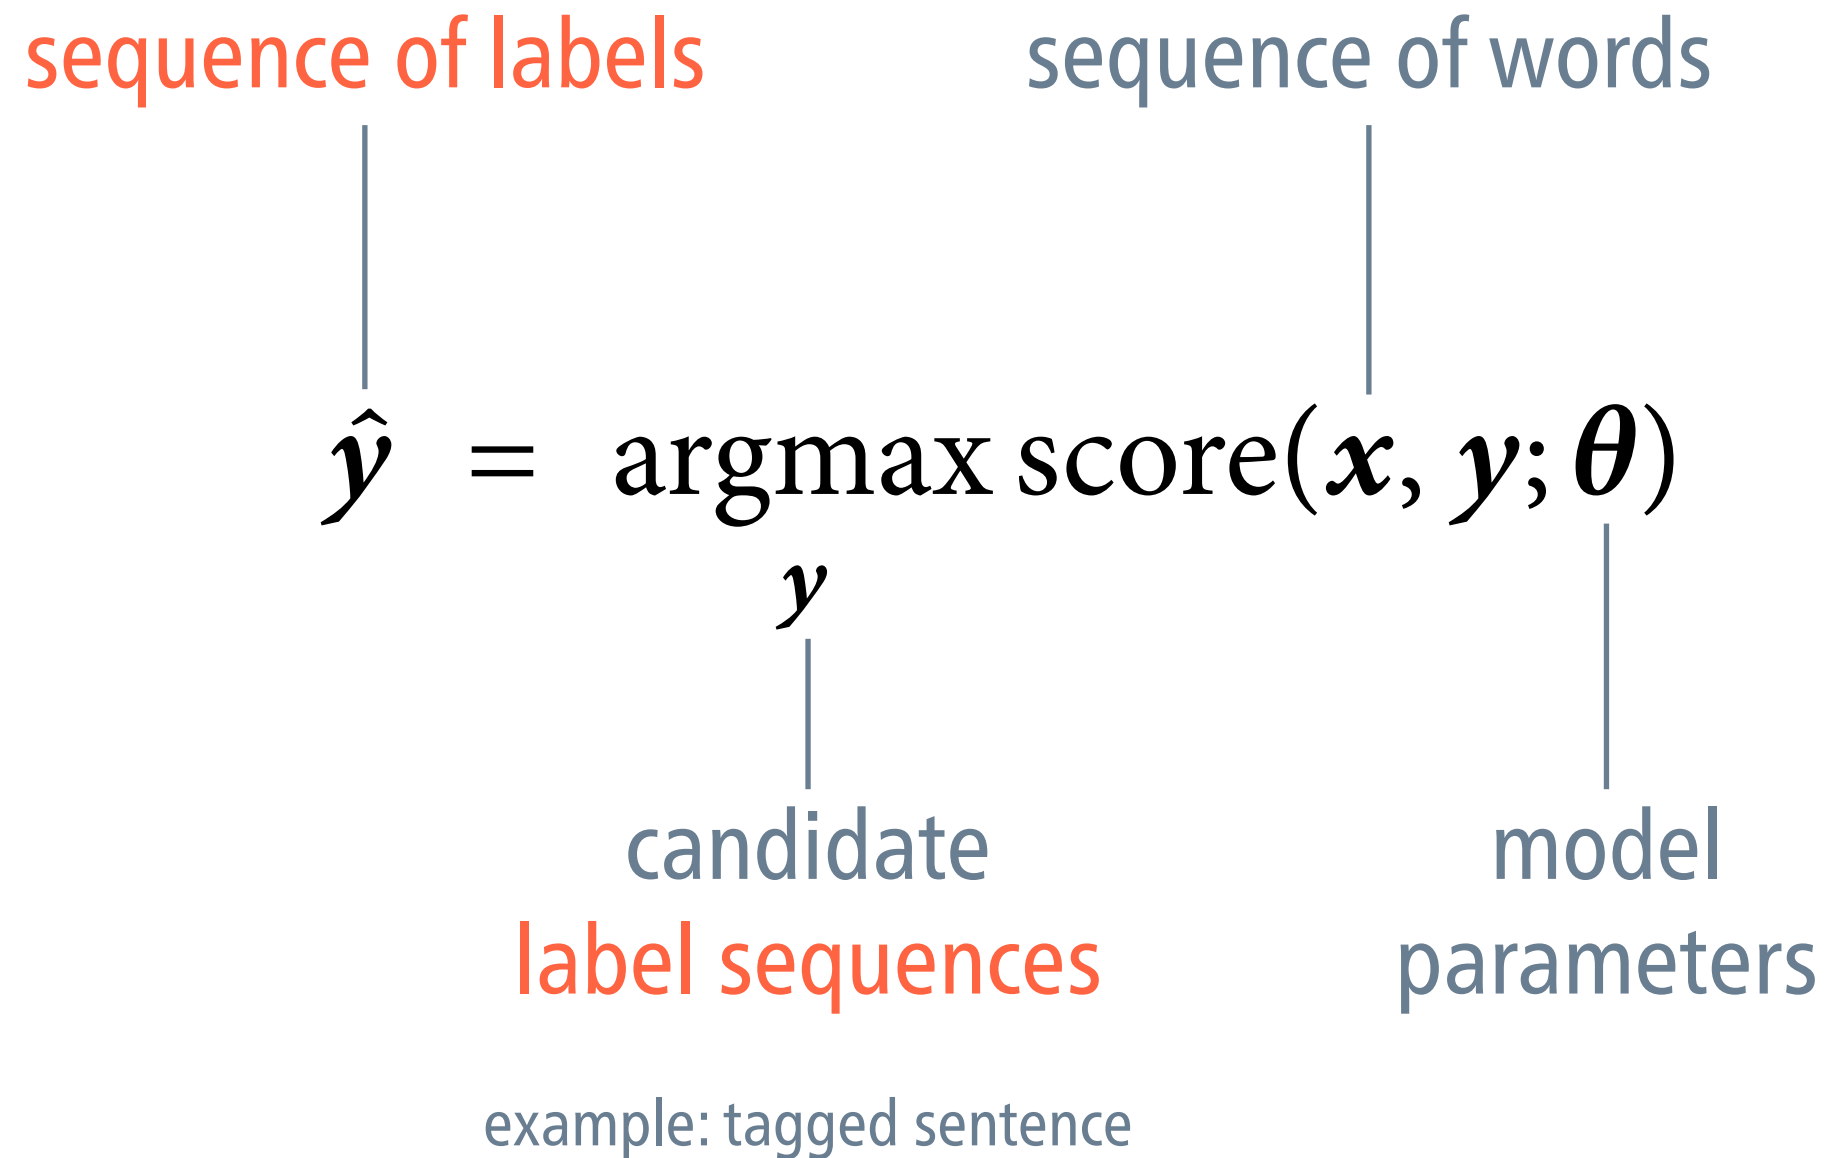 sequence of labels
sequence of words
ŷ = argmax score(x, y; θ)
y
candidate
label sequences
model
parameters
example: tagged sentence